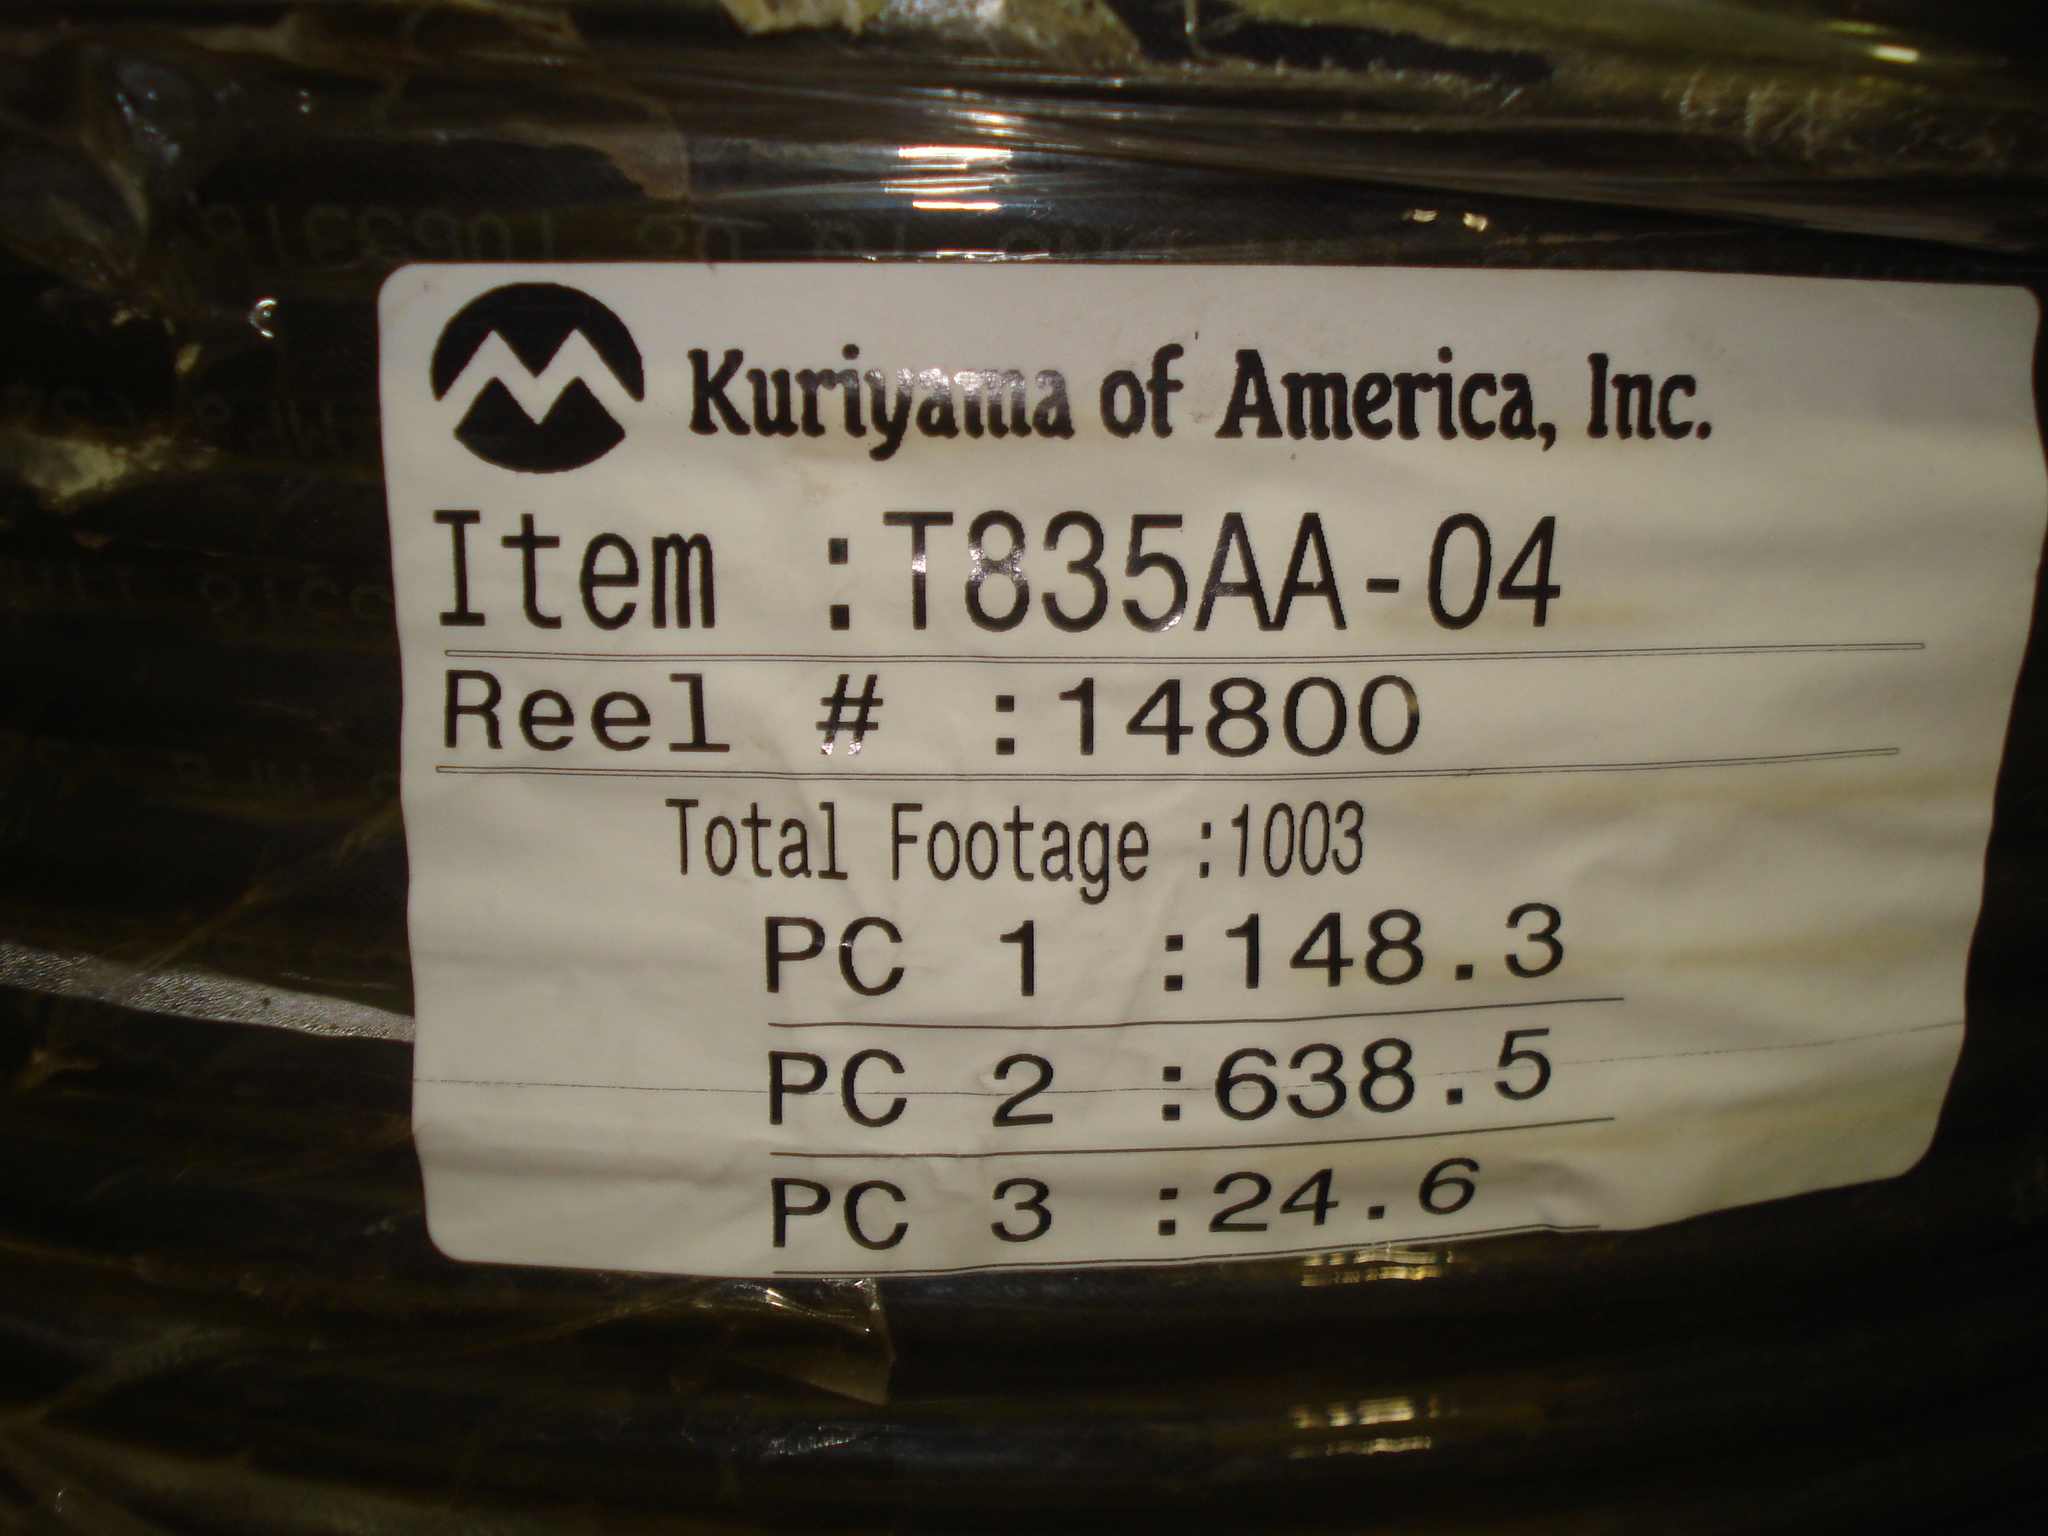 Kuriyama of America, Inc.
Item :T835AA-04
Reel # :14800
Total Footage :1003
PC 1 :148.3
PC 2 :638.5
PC 3 :24.6